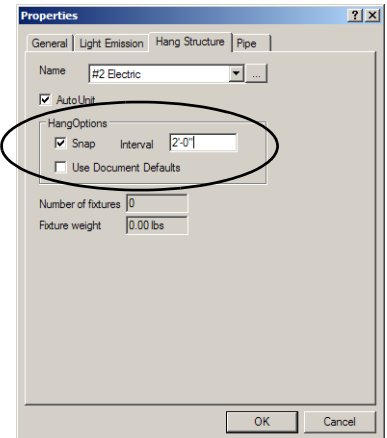 Properties
General Light Emission Hang Structure Pipe
Name #2 Electric ...
AutoUnit
HangOptions
Snap Interval 2'-0"
Use Document Defaults
Number of fixtures 0
Fixture weight 0.00 lbs
OK Cancel